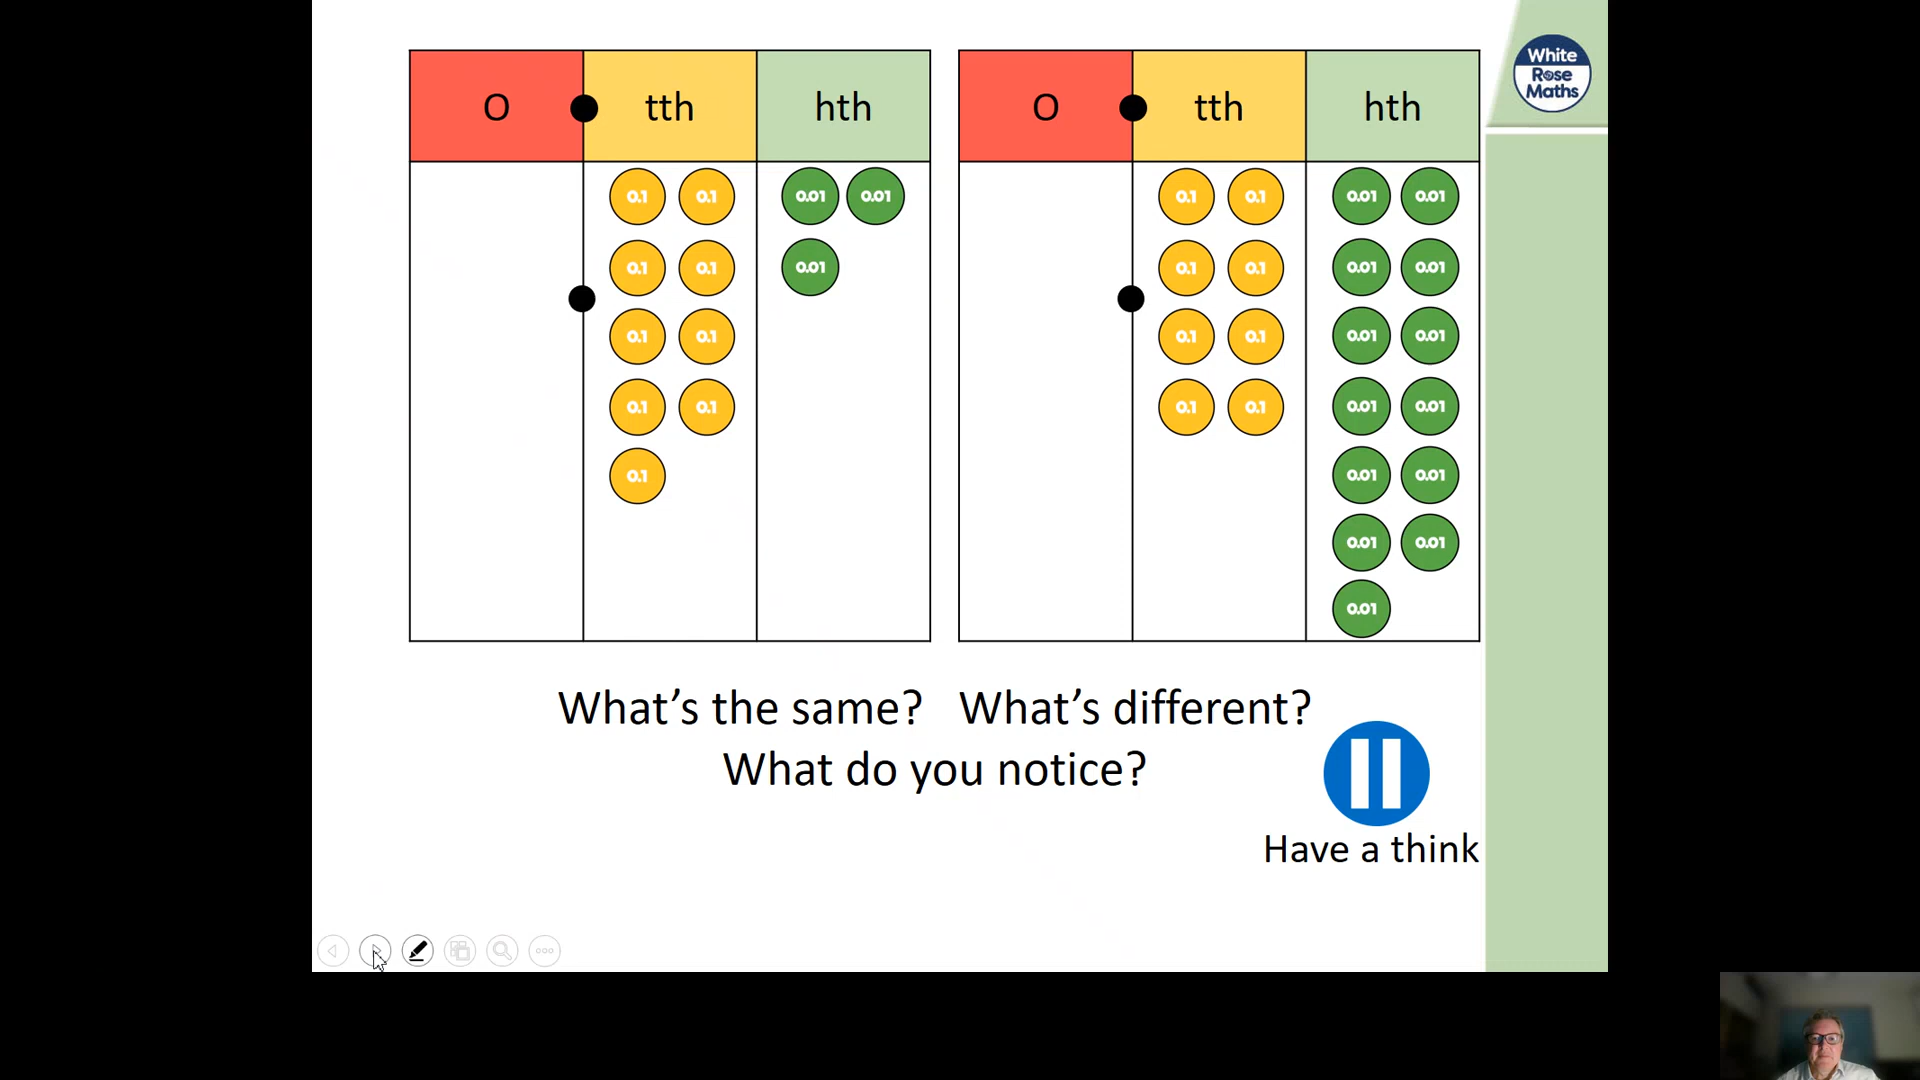 O tth hth
0.1 0.1 0.01 0.01
0.1 0.1 0.01
0.1 0.1
0.1 0.1
0.1
O tth hth
0.1 0.1 0.01 0.01
0.1 0.1 0.01 0.01
0.1 0.1 0.01 0.01
0.1 0.1 0.01 0.01
0.01 0.01
0.01 0.01
0.01
White
Rose
Maths
What's the same? What's different?
What do you notice?
Have a think